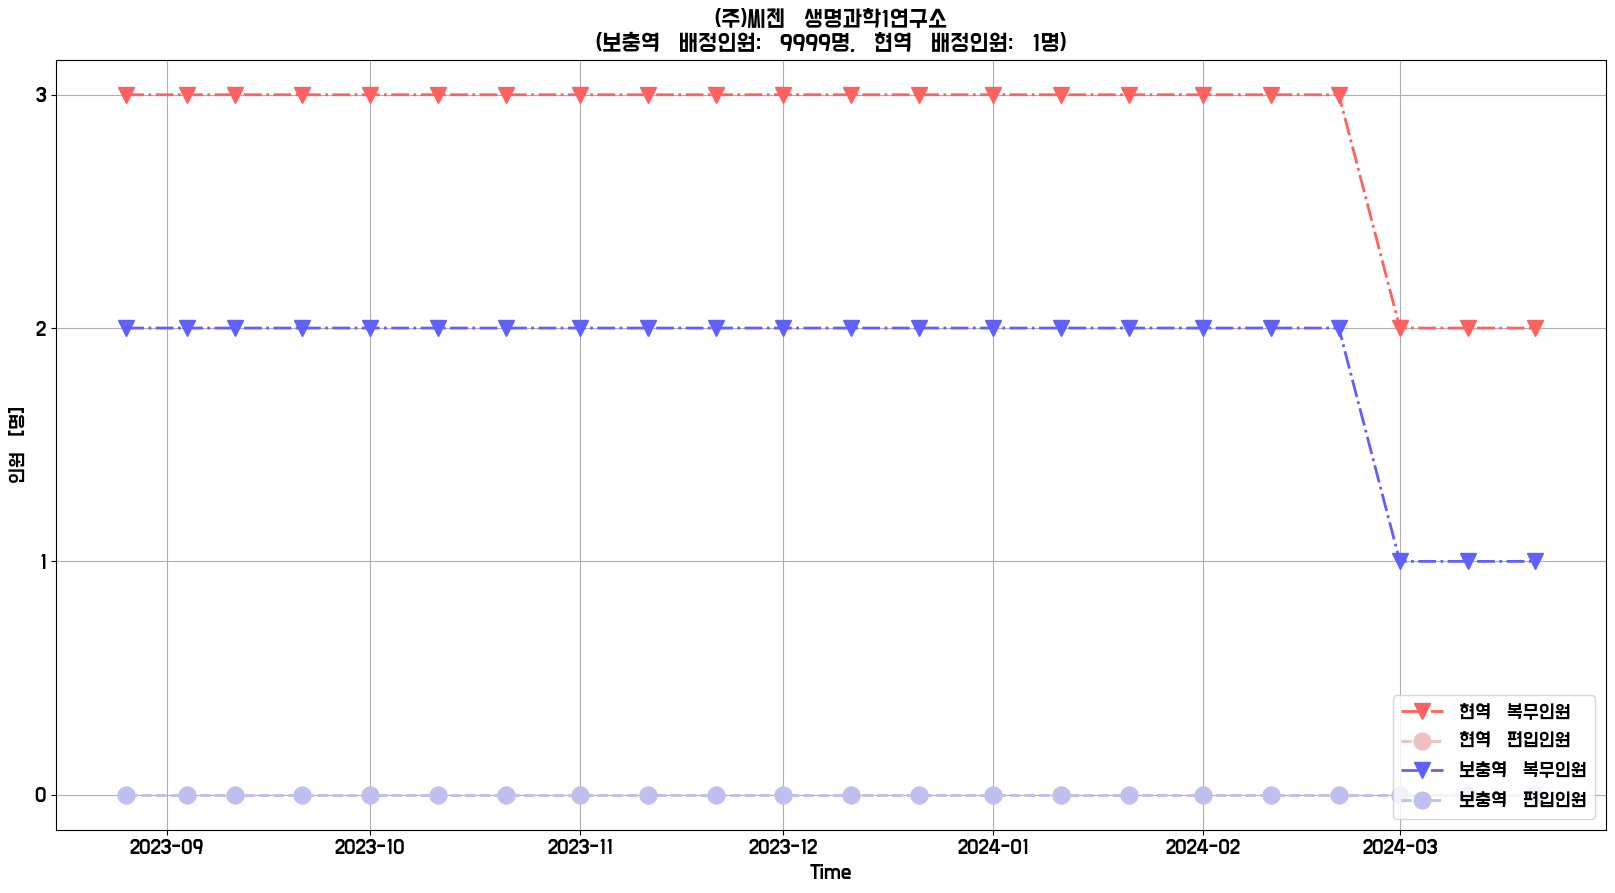 (주)씨젠 생명과학1연구소
(보충역 배정인원: 9999명, 현역 배정인원: 1명)
3
2
1
0
인원 [명]
현역 복무인원
현역 편입인원
보충역 복무인원
보충역 편입인원
2023-09 2023-10 2023-11 2023-12 2024-01 2024-02 2024-03
Time